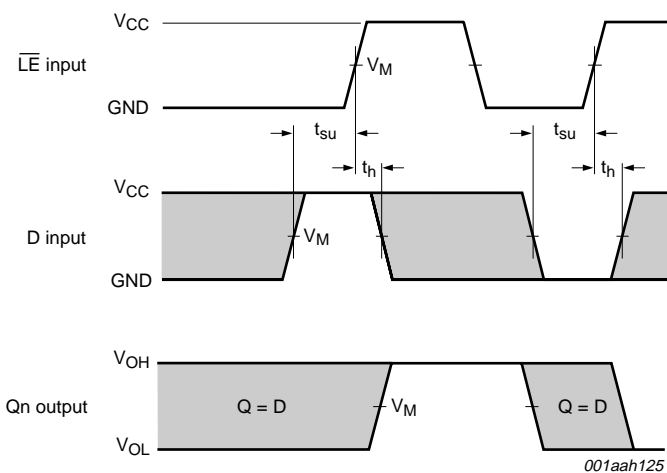 VCC
LE input
VM
GND
tsu
tsu
th
th
VCC
D input
VM
GND
VOH
Qn output
Q = D
VM
Q = D
VOL
001aah125